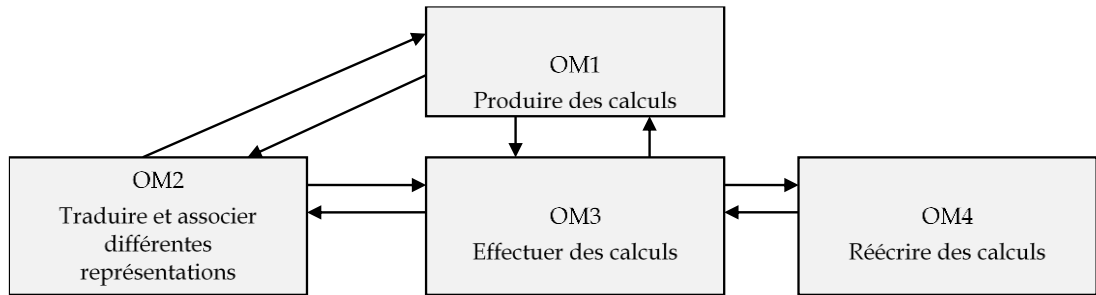 OM1
Produire des calculs
OM2
Traduire et associer
différentes
représentations
OM3
Effectuer des calculs
OM4
Réécrire des calculs